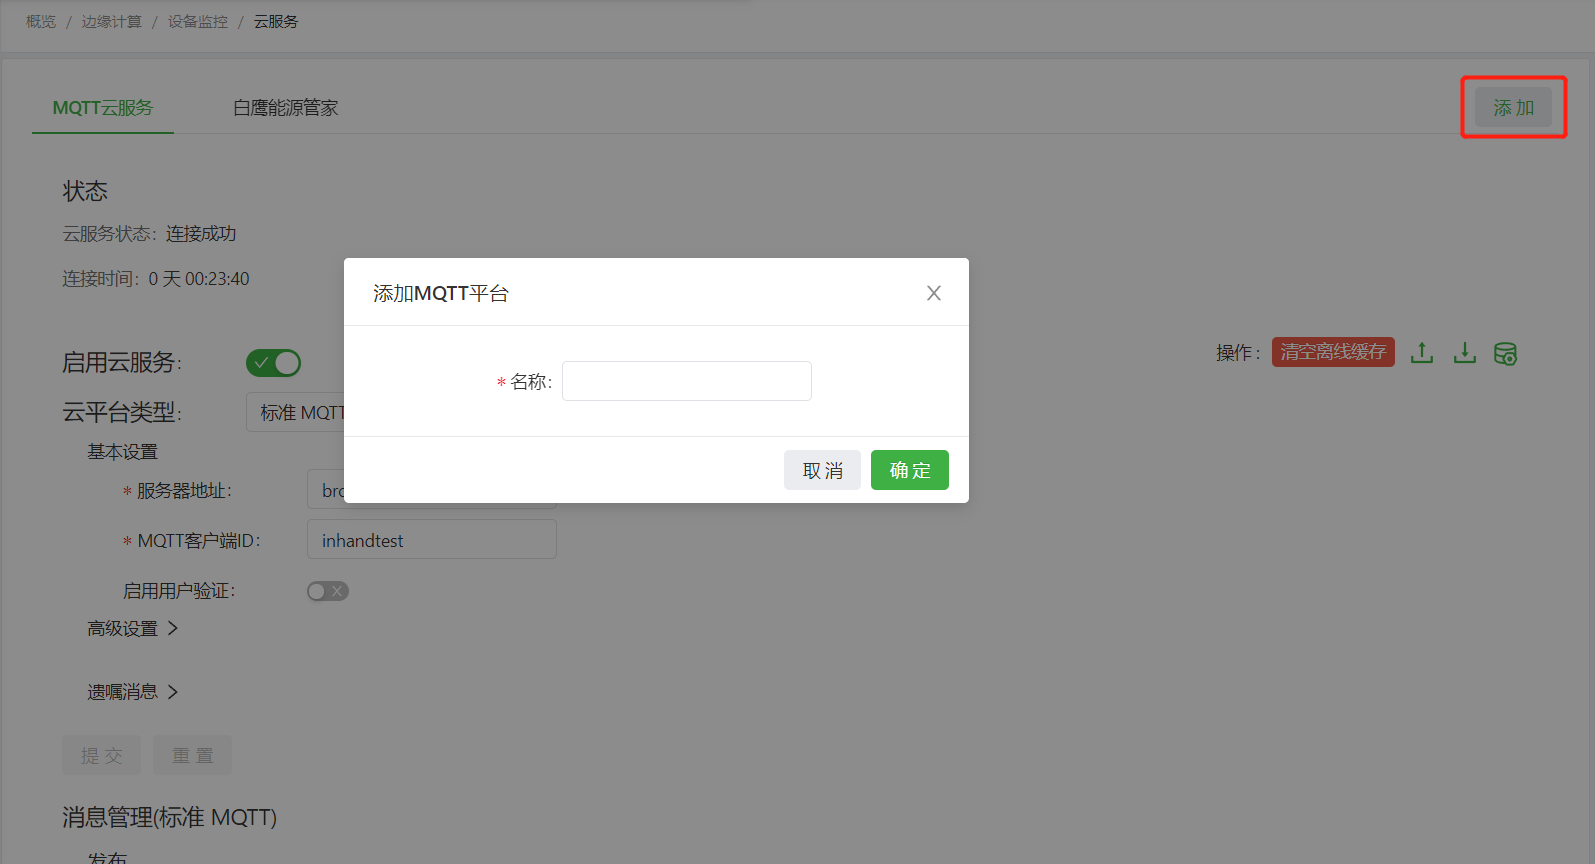 概览 / 边缘计算 / 设备监控 / 云服务
MQTT云服务 白鹰能源管家 添加
状态
云服务状态: 连接成功
连接时间: 0 天 00:23:40
添加MQTT平台
* 名称:
取消 确定
启用云服务:
操作: 清空离线缓存
云平台类型: 标准 MQTT
基本设置
* 服务器地址: bro
* MQTT客户端ID: inhandtest
启用用户验证:
高级设置
遗嘱消息
提交 重置
消息管理(标准 MQTT)
发布